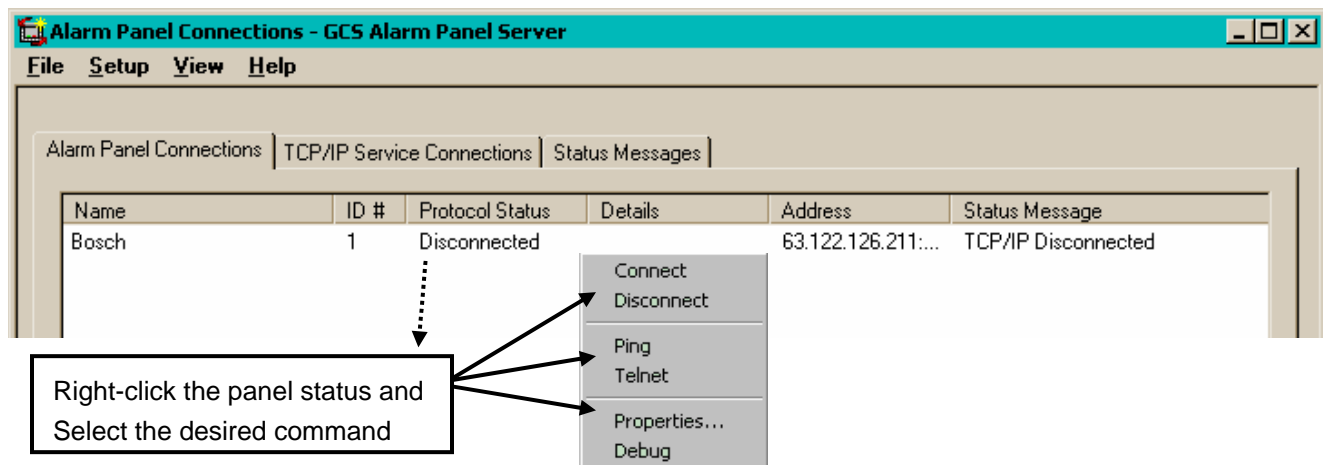 Alarm Panel Connections - GCS Alarm Panel Server
File Setup View Help
Alarm Panel Connections TCP/IP Service Connections Status Messages
Name ID # Protocol Status Details Address Status Message
Bosch 1 Disconnected 63.122.126.211:... TCP/IP Disconnected
Connect
Disconnect
Ping
Telnet
Properties...
Debug
Right-click the panel status and
Select the desired command